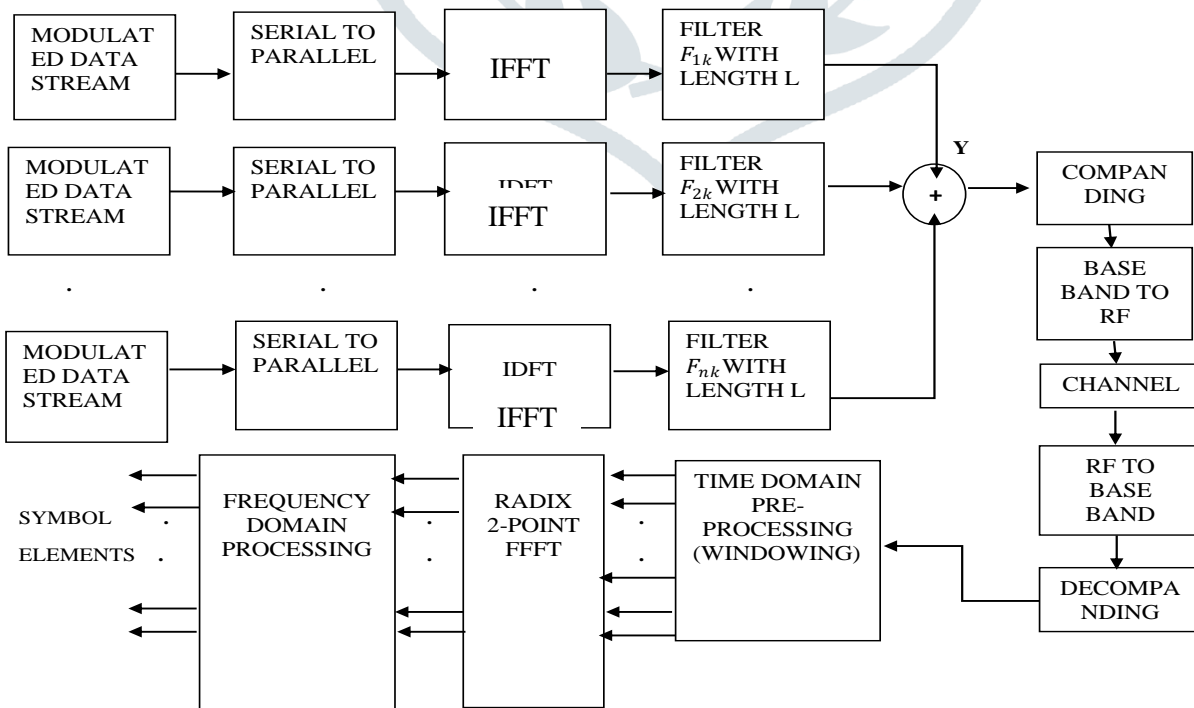 MODULAT
ED DATA
STREAM
SERIAL TO
PARALLEL
IFFT
FILTER
𝐹1𝑘 WITH
LENGTH L
MODULAT
ED DATA
STREAM
SERIAL TO
PARALLEL
IDFT
IFFT
FILTER
𝐹2𝑘 WITH
LENGTH L
Y
+
COMPAN
DING
BASE
BAND TO
RF
. . . .
MODULAT
ED DATA
STREAM
SERIAL TO
PARALLEL
IDFT
IFFT
FILTER
𝐹𝑛𝑘 WITH
LENGTH L
CHANNEL
RF TO
BASE
BAND
DECOMPA
NDING
TIME DOMAIN
PRE-
PROCESSING
(WINDOWING)
RADIX
2-POINT
FFFT
FREQUENCY
DOMAIN
PROCESSING
SYMBOL
ELEMENTS